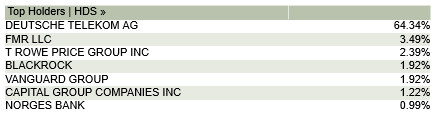 Top Holders | HDS »
DEUTSCHE TELEKOM AG 64.34%
FMR LLC 3.49%
T ROWE PRICE GROUP INC 2.39%
BLACKROCK 1.92%
VANGUARD GROUP 1.92%
CAPITAL GROUP COMPANIES INC 1.22%
NORGES BANK 0.99%